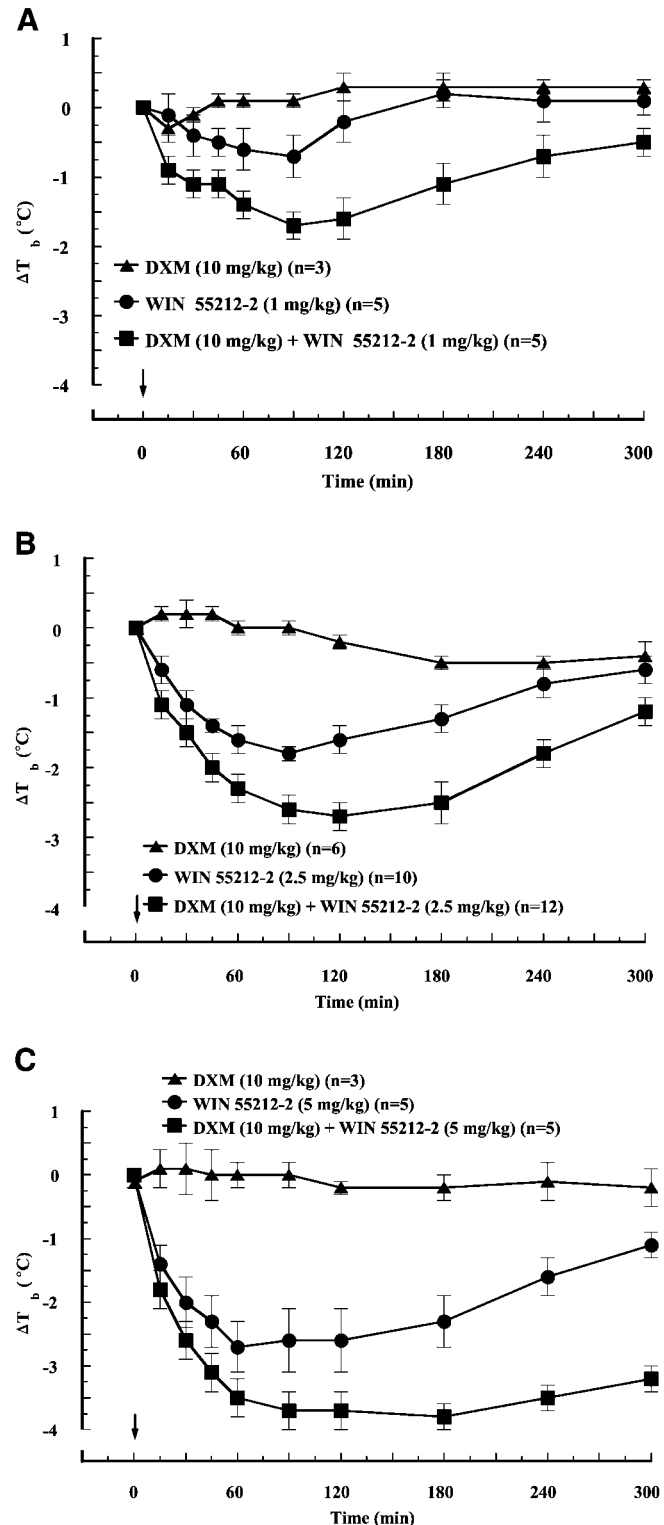 A
1
0
-1
-2
-3
-4
ΔT b (°C)
DXM (10 mg/kg) (n=3)
WIN 55212-2 (1 mg/kg) (n=5)
DXM (10 mg/kg) + WIN 55212-2 (1 mg/kg) (n=5)
0 60 120 180 240 300
Time (min)
B
1
0
-1
-2
-3
-4
ΔT b (°C)
DXM (10 mg/kg) (n=6)
WIN 55212-2 (2.5 mg/kg) (n=10)
DXM (10 mg/kg) + WIN 55212-2 (2.5 mg/kg) (n=12)
0 60 120 180 240 300
Time (min)
C
DXM (10 mg/kg) (n=3)
WIN 55212-2 (5 mg/kg) (n=5)
DXM (10 mg/kg) + WIN 55212-2 (5 mg/kg) (n=5)
1
0
-1
-2
-3
-4
ΔT b (°C)
0 60 120 180 240 300
Time (min)